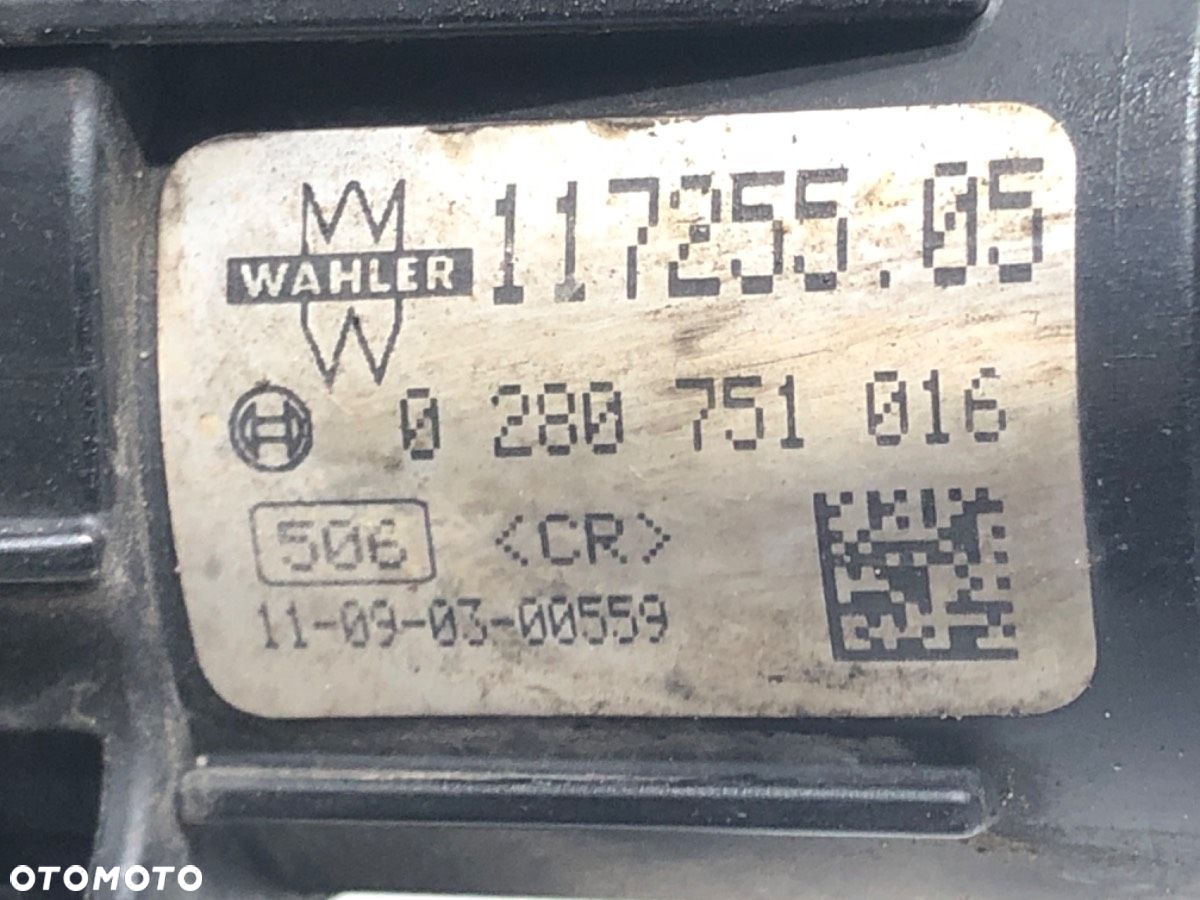 WAHLER 117255.05
0 280 751 016
506 <CR>
11-09-03-00559
OTOMOTO